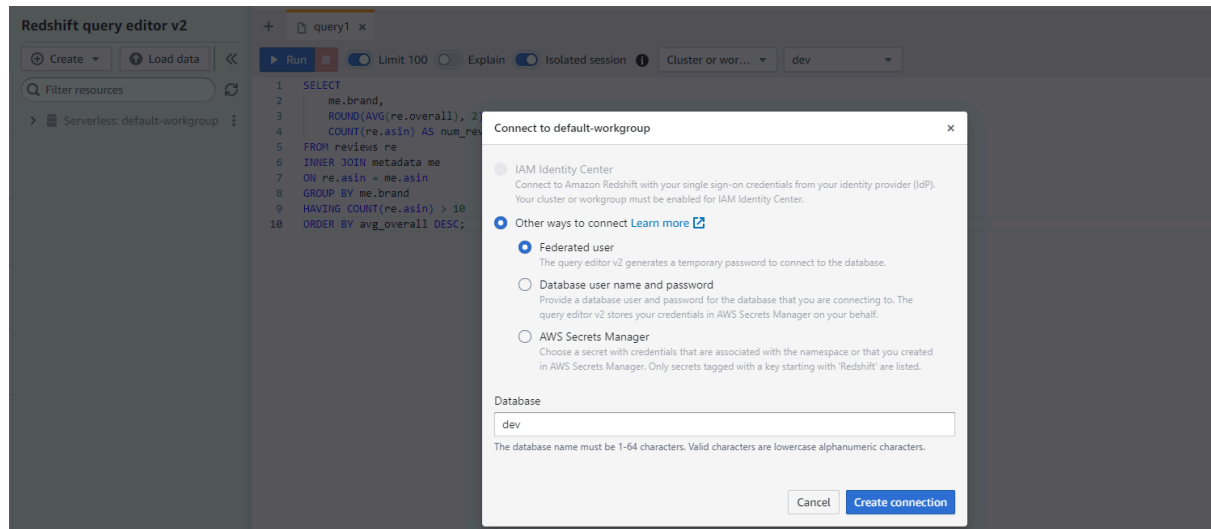 Redshift query editor v2
+ query1 ×
Create Load data
Run Limit 100 Explain Isolated session Cluster or wor... dev
Filter resources
Serverless: default-workgroup
1 SELECT
2 me.brand,
3 ROUND(AVG(re.overall), 2)
4 COUNT(re.asin) AS num_rev
5 FROM reviews re
6 INNER JOIN metadata me
7 ON re.asin = me.asin
8 GROUP BY me.brand
9 HAVING COUNT(re.asin) > 10
10 ORDER BY avg_overall DESC;
Connect to default-workgroup ×
IAM Identity Center
Connect to Amazon Redshift with your single sign-on credentials from your identity provider (IdP).
Your cluster or workgroup must be enabled for IAM Identity Center.
Other ways to connect Learn more
Federated user
The query editor v2 generates a temporary password to connect to the database.
Database user name and password
Provide a database user and password for the database that you are connecting to. The
query editor v2 stores your credentials in AWS Secrets Manager on your behalf.
AWS Secrets Manager
Choose a secret with credentials that are associated with the namespace or that you created
in AWS Secrets Manager. Only secrets tagged with a key starting with 'Redshift' are listed.
Database
dev
The database name must be 1-64 characters. Valid characters are lowercase alphanumeric characters.
Cancel Create connection